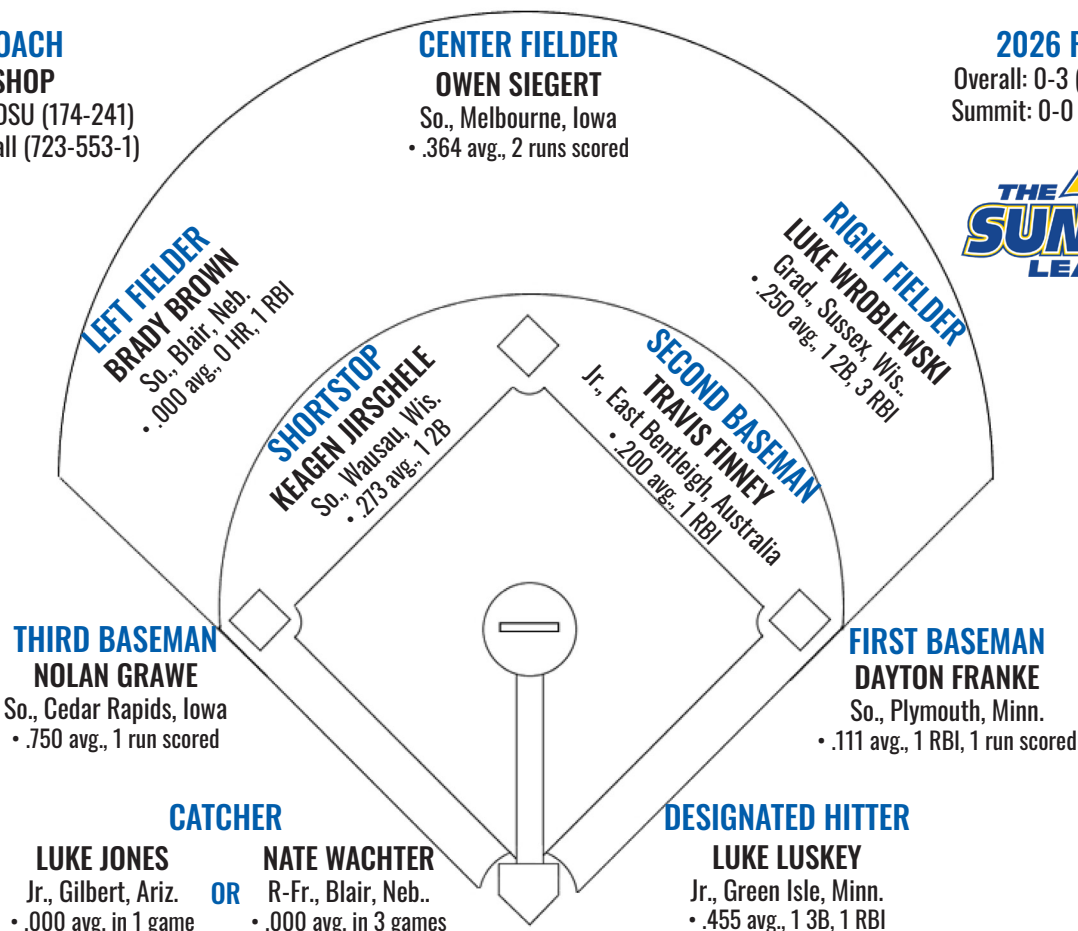 OACH
SHOP
DSU (174-241)
all (723-553-1)
CENTER FIELDER
OWEN SIEGERT
So., Melbourne, Iowa
• .364 avg., 2 runs scored
2026 R
Overall: 0-3 (
Summit: 0-0
THE
SUM
LEA
LEFT FIELDER
BRADY BROWN
So., Blair, Neb.
• .000 avg., 0 HR, 1 RBI
RIGHT FIELDER
LUKE WROBLEWSKI
Grad., Sussex, Wis..
• .250 avg., 1 2B, 3 RBI
SHORTSTOP
KEAGEN JIRSCHELE
So., Wausau, Wis.
• .273 avg., 1 2B
SECOND BASEMAN
TRAVIS FINNEY
Jr., East Bentleigh, Australia
• .200 avg., 1 RBI
THIRD BASEMAN
NOLAN GRAWE
So., Cedar Rapids, Iowa
• .750 avg., 1 run scored
FIRST BASEMAN
DAYTON FRANKE
So., Plymouth, Minn.
• .111 avg., 1 RBI, 1 run scored
CATCHER
LUKE JONES
Jr., Gilbert, Ariz.
• .000 avg. in 1 game
OR
NATE WACHTER
R-Fr., Blair, Neb..
• .000 avg. in 3 games
DESIGNATED HITTER
LUKE LUSKEY
Jr., Green Isle, Minn.
• .455 avg., 1 3B, 1 RBI